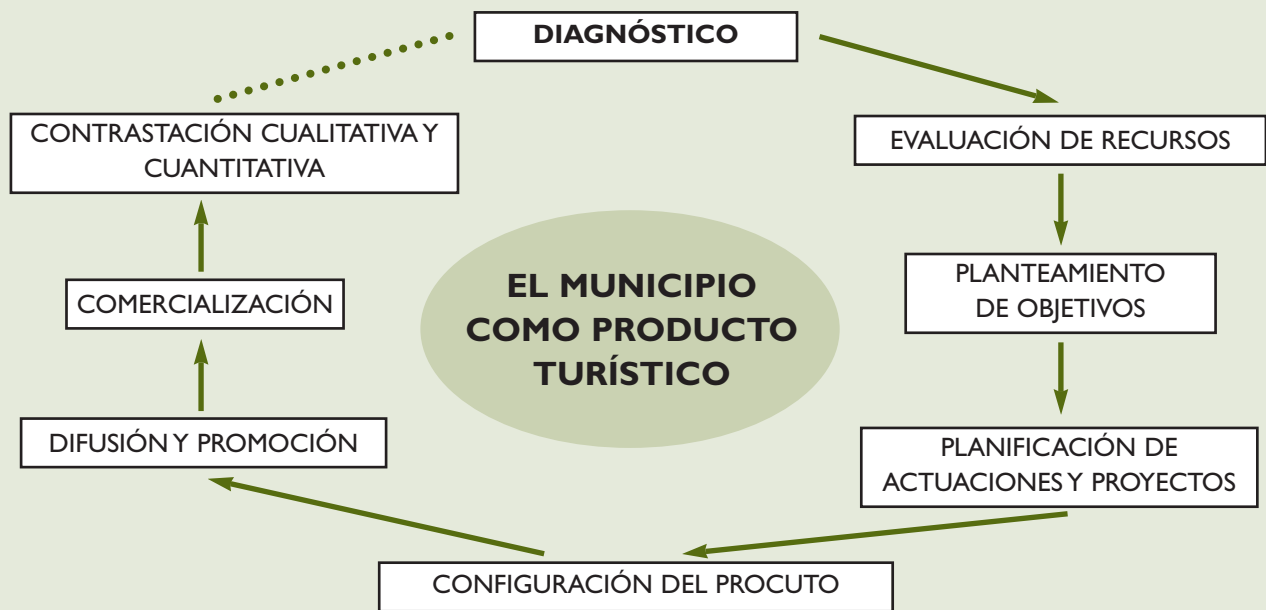 DIAGNÓSTICO
EVALUACIÓN DE RECURSOS
PLANTEAMIENTO
DE OBJETIVOS
PLANIFICACIÓN DE
ACTUACIONES Y PROYECTOS
CONFIGURACIÓN DEL PROCUTO
DIFUSIÓN Y PROMOCIÓN
COMERCIALIZACIÓN
CONTRASTACIÓN CUALITATIVA Y
CUANTITATIVA
EL MUNICIPIO
COMO PRODUCTO
TURÍSTICO